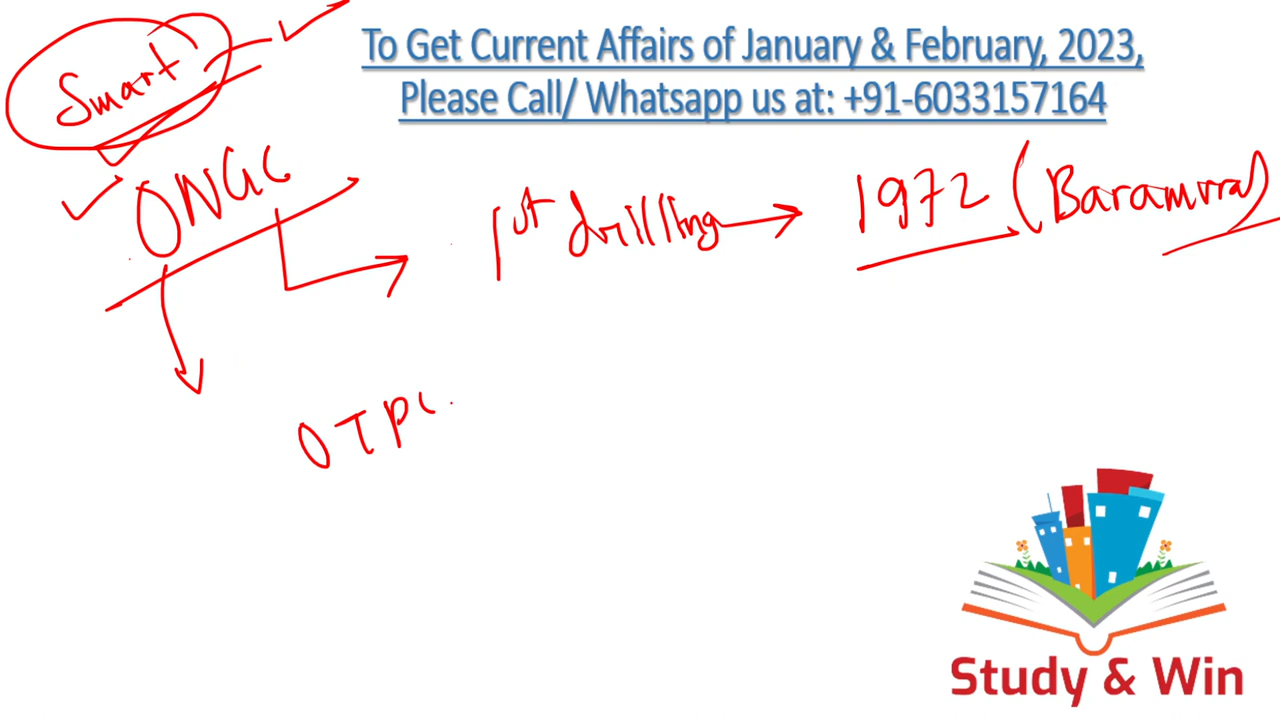 Smart
To Get Current Affairs of January & February, 2023,
Please Call/ Whatsapp us at: +91-6033157164
ONGC
1st drilling → 1972 (Baramura)
OTPC
Study & Win